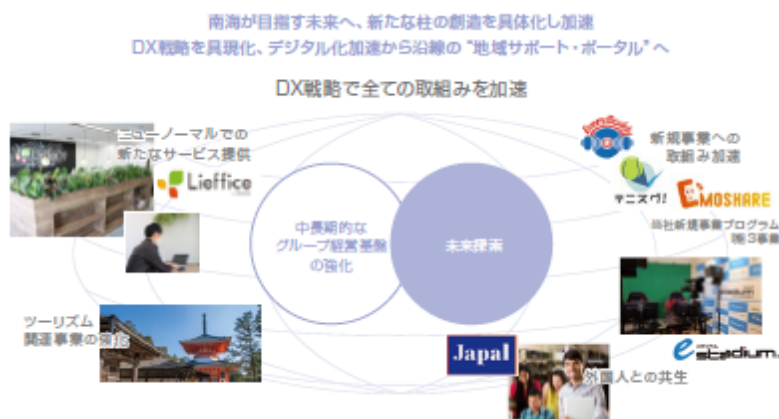 南海が目指す未来へ、新たな柱の創造を具体化し加速
DX戦略を具現化、デジタル化加速から沿線の“地域サポート・ポータル”へ
DX戦略で全ての取組みを加速
ニューノーマルでの
新たなサービス提供
Lieffice
新規事業への
取組み加速
テニスワ!
EMOSHARE
当社新規事業プログラム
中長期的な
グループ経営基盤
の強化
未来探索
ツーリズム
関連事業の強化
Japal
外国人との共生
estadium